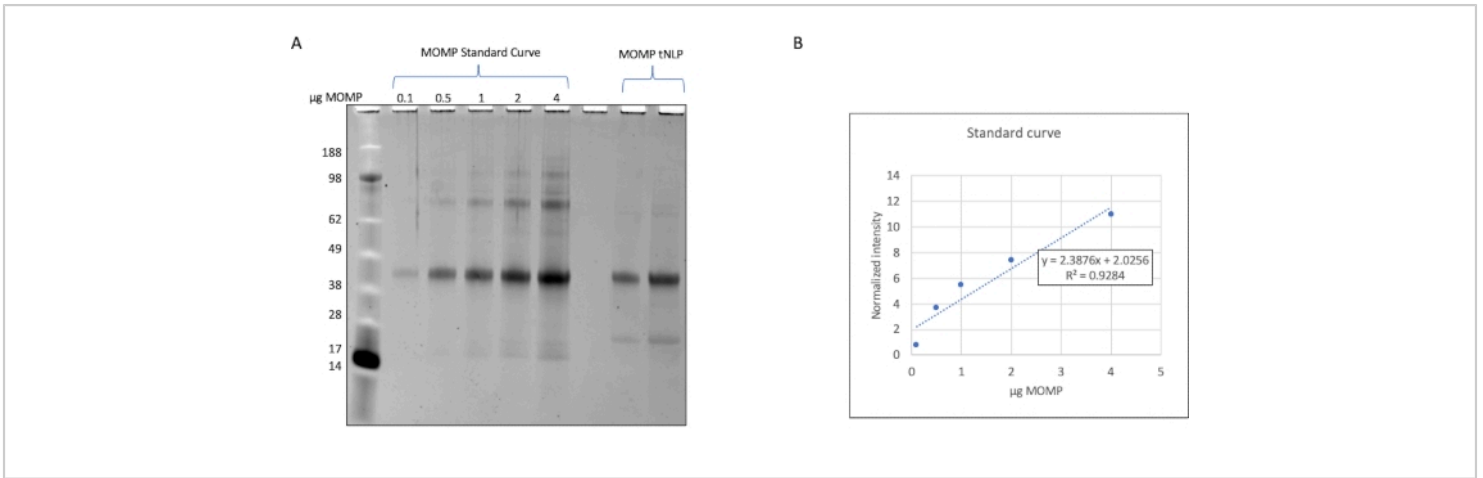 A
MOMP Standard Curve
MOMP tNLP
µg MOMP
0.1 0.5 1 2 4
188
98
62
49
38
28
17
14
B
Standard curve
Normalized intensity
14
12
10
8
6
4
2
0
y = 2.3876x + 2.0256
R² = 0.9284
0 1 2 3 4 5
µg MOMP